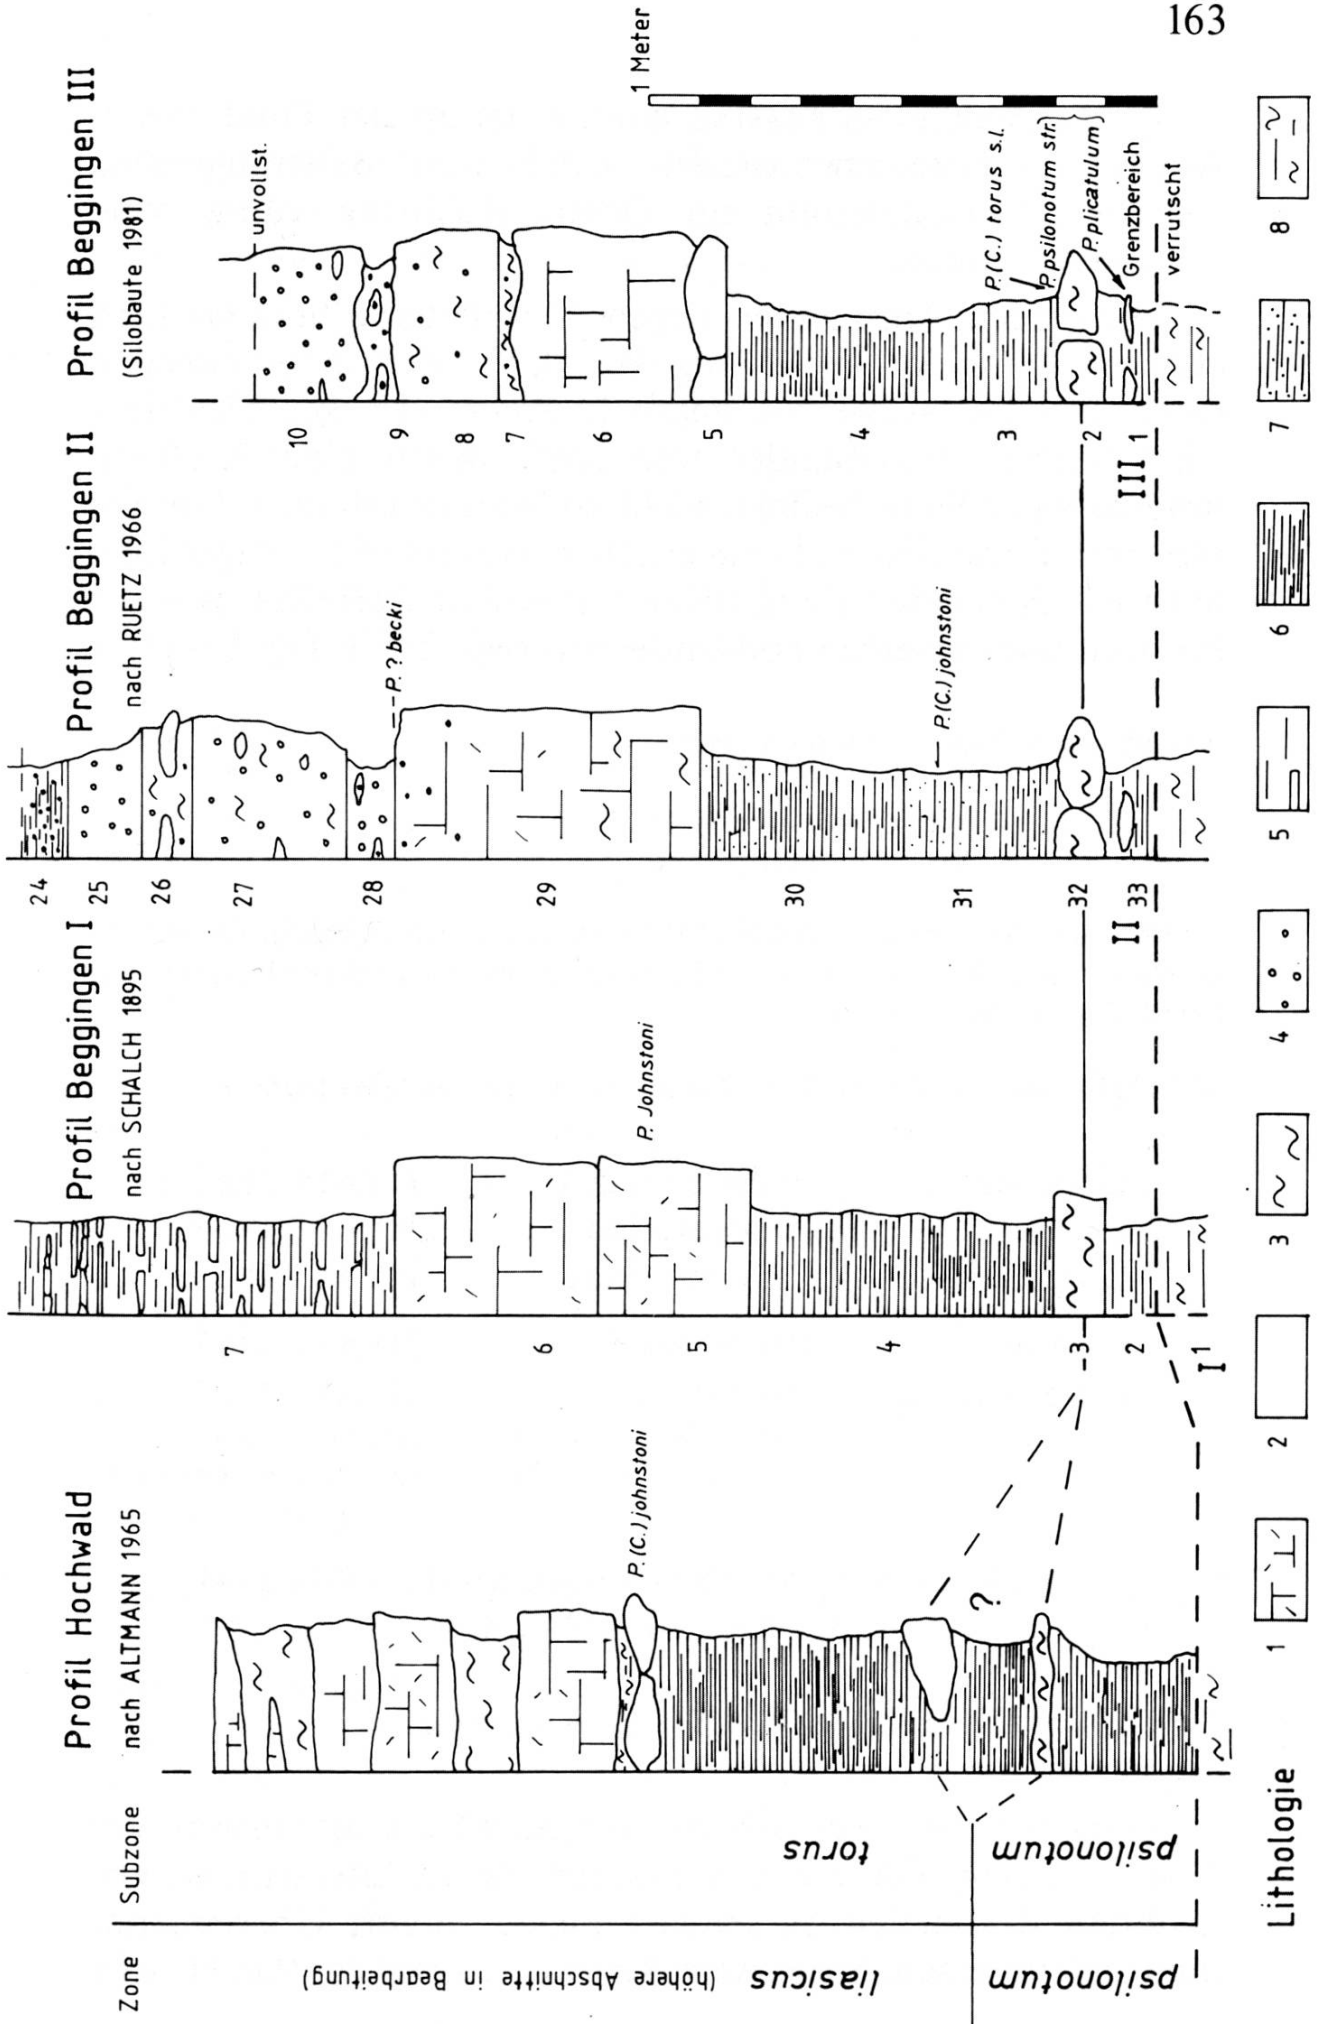 163
Profil Hochwald
nach ALTMANN 1965
Profil Beggingen I
nach SCHALCH 1895
Profil Beggingen II
nach RUETZ 1966
Profil Beggingen III
(Silobaute 1981)
Zone
Subzone
liasicus
(höhere Abschnitte in Bearbeitung)
psilonotum
torus
psilonotum
P.(C.) johnstoni
?
7
6
5
4
3
2
1
I
P. Johnstoni
24
25
26
27
28
29
30
31
32
33
II
P.? becki
P.(C.) johnstoni
10
9
8
7
6
5
4
3
2
1
III
unvollst.
1 Meter
P.(C.) torus s.l.
P. psilonotum str.
P. plicatulum
Grenzbereich
verrutscht
Lithologie
1
2
3
4
5
6
7
8